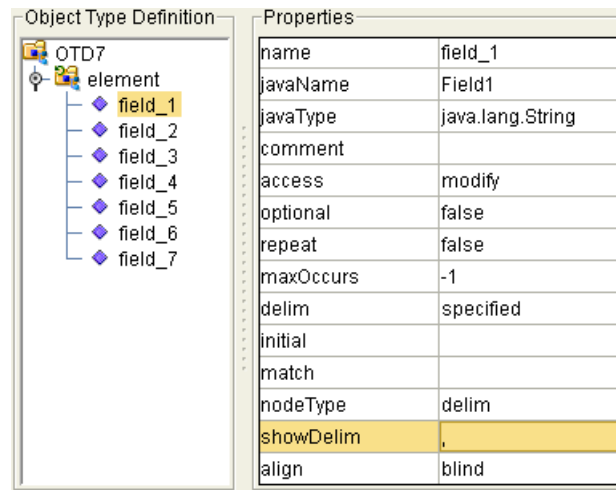 Object Type Definition
OTD7
element
field_1
field_2
field_3
field_4
field_5
field_6
field_7
Properties
name field_1
javaName Field1
javaType java.lang.String
comment
access modify
optional false
repeat false
maxOccurs -1
delim specified
initial
match
nodeType delim
showDelim ,
align blind